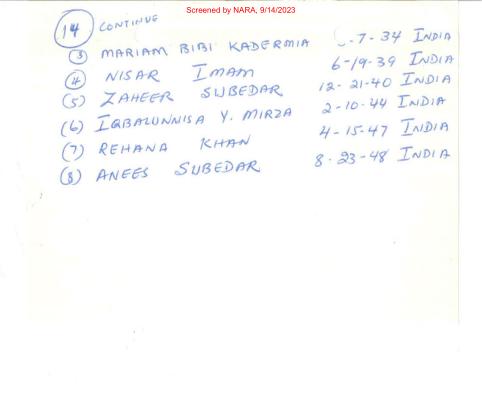 Screened by NARA, 9/14/2023
14 CONTINUE
(3) MARIAM BIBI KADERMIA -7-34 INDIA
(4) NISAR IMAM 6-19-39 INDIA
(5) ZAHEER SUBEDAR 12-21-40 INDIA
(6) IQBALUNNISA Y. MIRZA 2-10-44 INDIA
(7) REHANA KHAN 4-15-47 INDIA
(8) ANEES SUBEDAR 8-23-48 INDIA